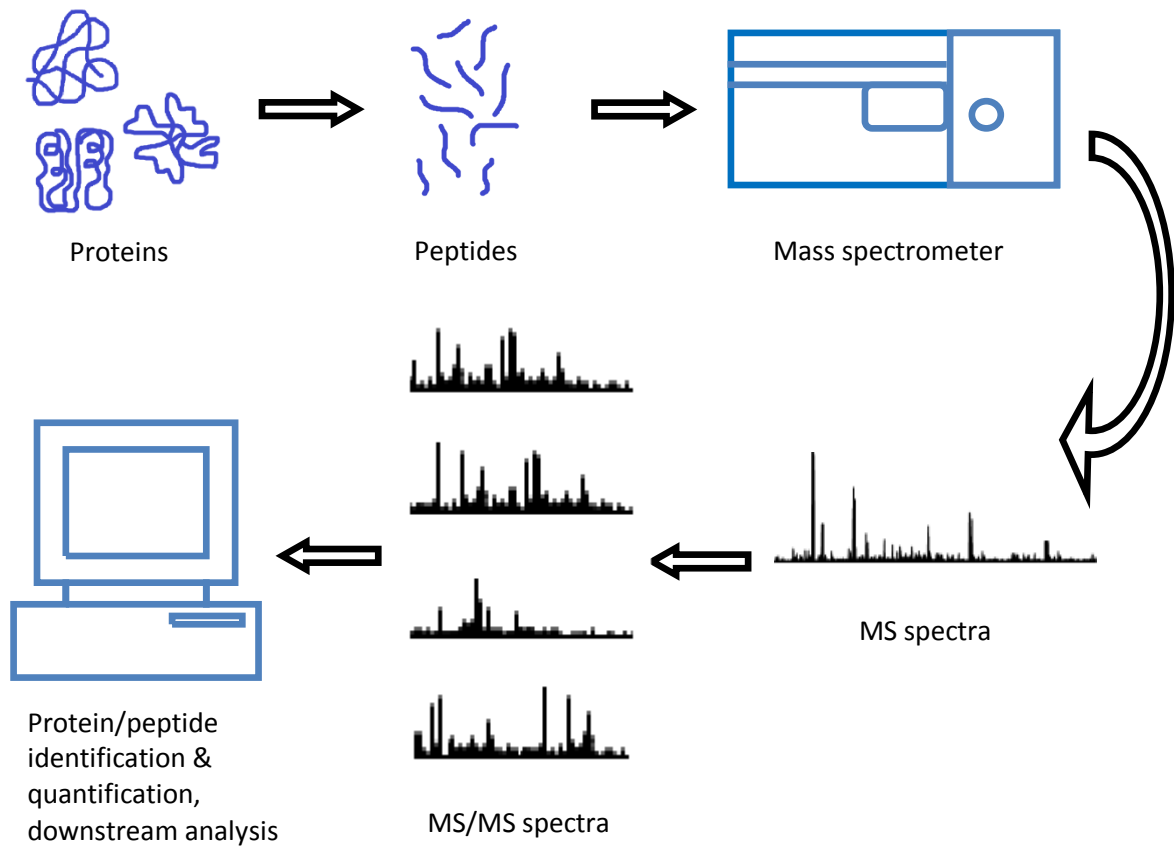 Proteins
Peptides
Mass spectrometer
MS spectra
MS/MS spectra
Protein/peptide
identification &
quantification,
downstream analysis